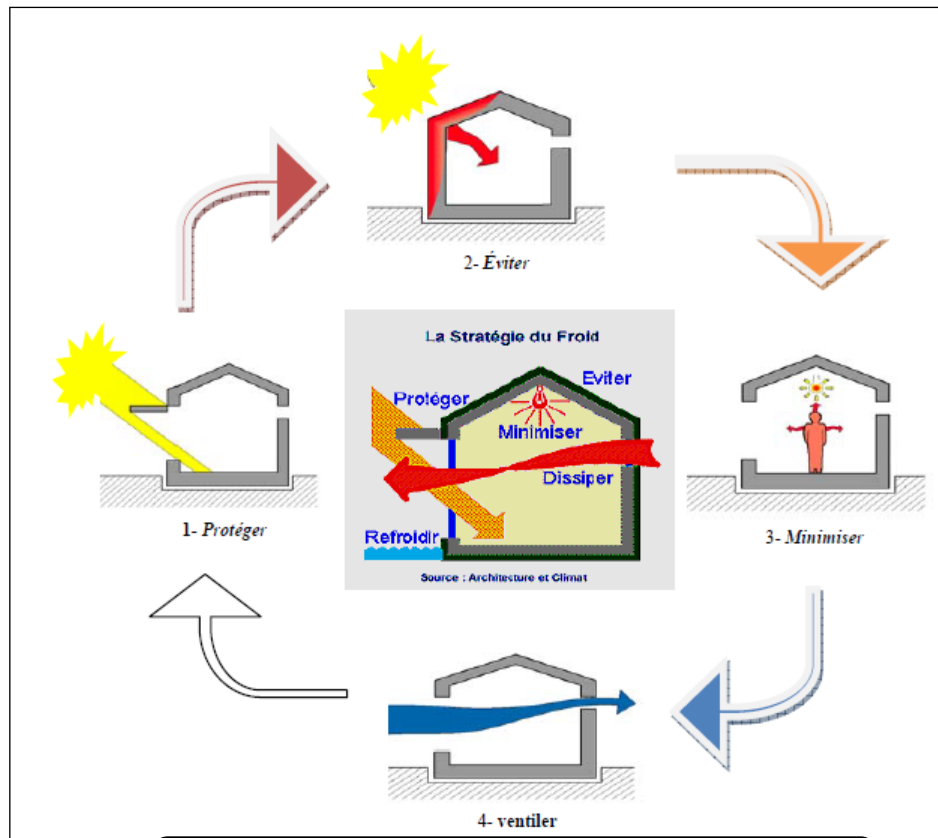 2- Éviter
La Stratégie du Froid
Eviter
Protéger
Minimiser
Dissiper
Refroidir
Source : Architecture et Climat
1- Protéger
3- Minimiser
4- ventiler